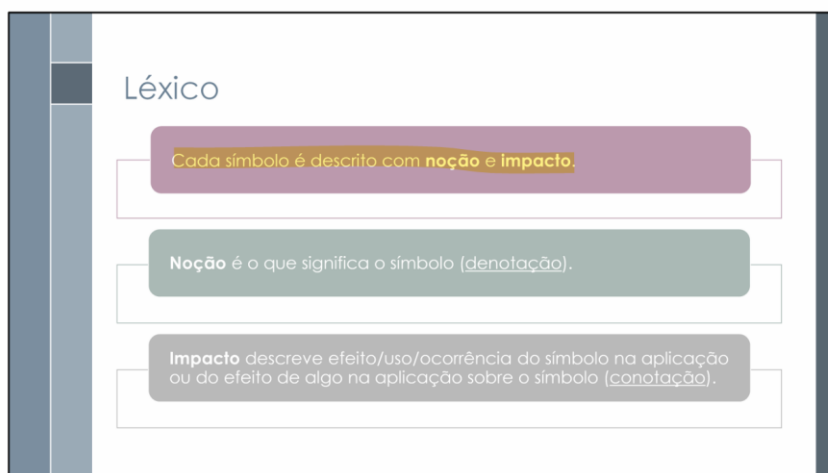 Léxico
Cada símbolo é descrito com noção e impacto.
Noção é o que significa o símbolo (denotação).
Impacto descreve efeito/uso/ocorrência do símbolo na aplicação
ou do efeito de algo na aplicação sobre o símbolo (conotação).